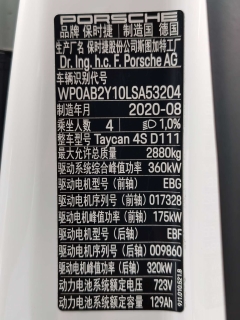 PORSCHE
品牌 保时捷 制造国 德国
生产厂名 保时捷股份公司斯图加特工厂
Dr. Ing. h.c. F. Porsche AG
车辆识别代号
WP0AB2Y10LSA53204
制造年月 2020-08
乘坐人数 4 1,0%
整车型号 Taycan 4S D111
最大允许总质量 2880kg
驱动系统综合峰值功率 360kW
驱动电机型号（前轴） EBG
驱动电机序号（前轴） 017328
驱动电机峰值功率（前轴） 175kW
驱动电机型号（后轴） EBF
驱动电机序号（后轴） 009860
驱动电机峰值功率（后轴） 320kW
动力电池系统额定电压 723V
动力电池系统额定容量 129Ah